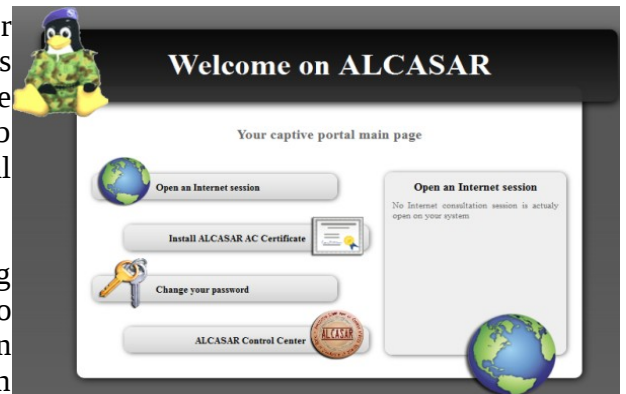 Welcome on ALCASAR
Your captive portal main page
Open an Internet session
Install ALCASAR AC Certificate
Change your password
ALCASAR Control Center
Open an Internet session
No Internet consultation session is actualy
open on your system
ALCASAR